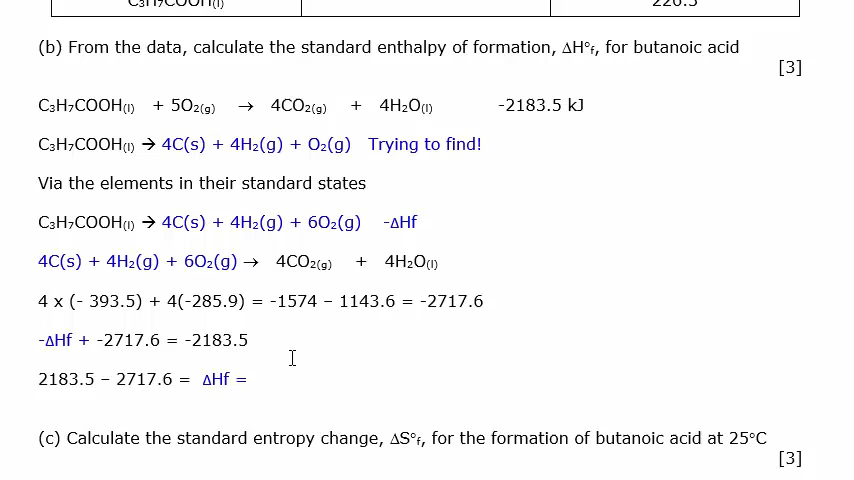 C₃H₇COOH(l) 226.3
(b) From the data, calculate the standard enthalpy of formation, ΔH°f, for butanoic acid
[3]
C₃H₇COOH(l) + 5O₂(g) → 4CO₂(g) + 4H₂O(l) -2183.5 kJ
C₃H₇COOH(l) → 4C(s) + 4H₂(g) + O₂(g) Trying to find!
Via the elements in their standard states
C₃H₇COOH(l) → 4C(s) + 4H₂(g) + 6O₂(g) -ΔHf
4C(s) + 4H₂(g) + 6O₂(g) → 4CO₂(g) + 4H₂O(l)
4 x (- 393.5) + 4(-285.9) = -1574 – 1143.6 = -2717.6
-ΔHf + -2717.6 = -2183.5
2183.5 – 2717.6 = ΔHf =
(c) Calculate the standard entropy change, ΔS°f, for the formation of butanoic acid at 25°C
[3]